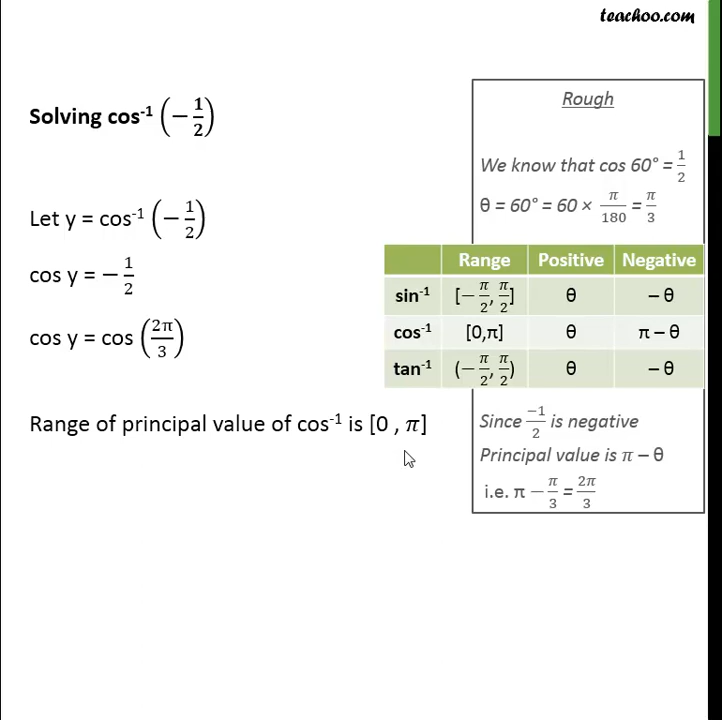 teachoo.com
Solving cos⁻¹ (−1/2)
Let y = cos⁻¹ (−1/2)
cos y = −1/2
cos y = cos (2π/3)
Range of principal value of cos⁻¹ is [0 , π]
Rough
We know that cos 60° = 1/2
θ = 60° = 60 × π/180 = π/3
Range Positive Negative
sin⁻¹ [−π/2, π/2] θ – θ
cos⁻¹ [0,π] θ π – θ
tan⁻¹ (−π/2, π/2) θ – θ
Since −1/2 is negative
Principal value is π – θ
i.e. π − π/3 = 2π/3